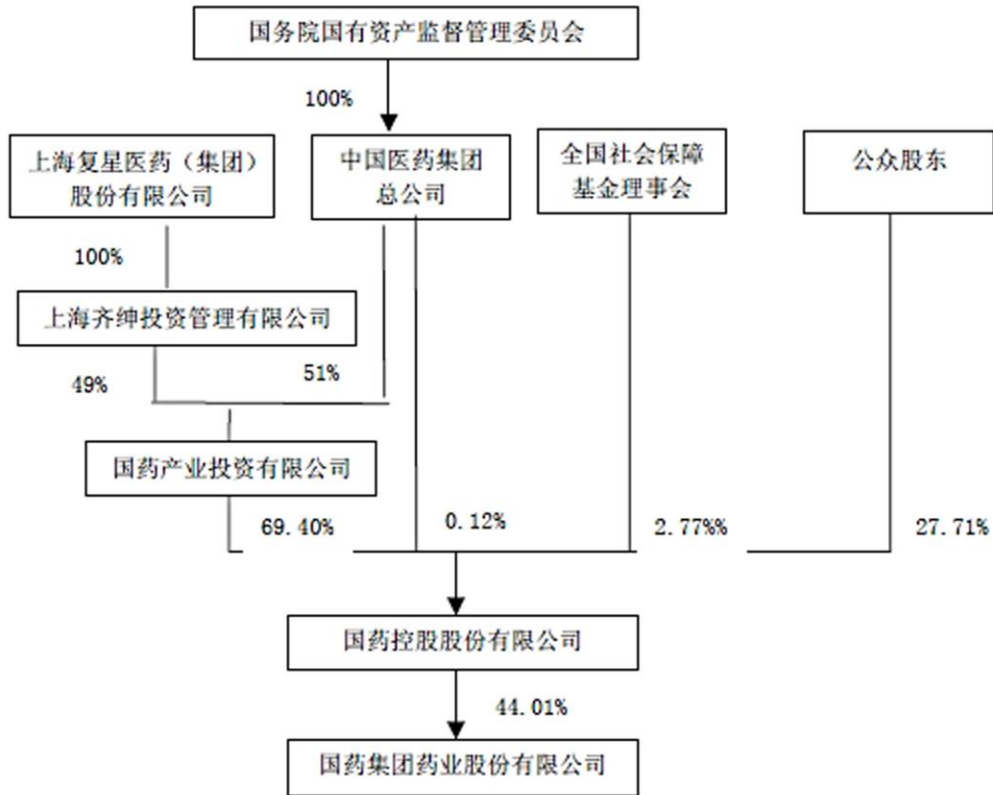 国务院国有资产监督管理委员会
100%
上海复星医药（集团）
股份有限公司
中国医药集团
总公司
全国社会保障
基金理事会
公众股东
100%
上海齐绅投资管理有限公司
49%
51%
国药产业投资有限公司
69.40%
0.12%
2.77%%
27.71%
国药控股股份有限公司
44.01%
国药集团药业股份有限公司